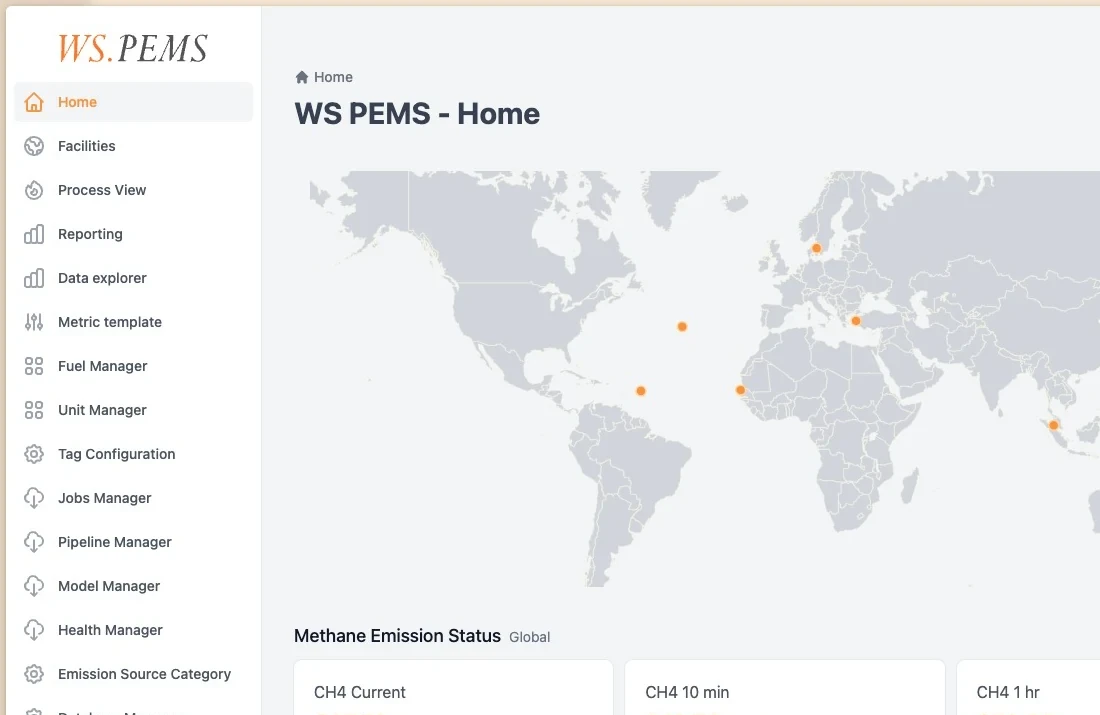 WS.PEMS
Home
Facilities
Process View
Reporting
Data explorer
Metric template
Fuel Manager
Unit Manager
Tag Configuration
Jobs Manager
Pipeline Manager
Model Manager
Health Manager
Emission Source Category
Home
WS PEMS - Home
Methane Emission Status Global
CH4 Current
CH4 10 min
CH4 1 hr